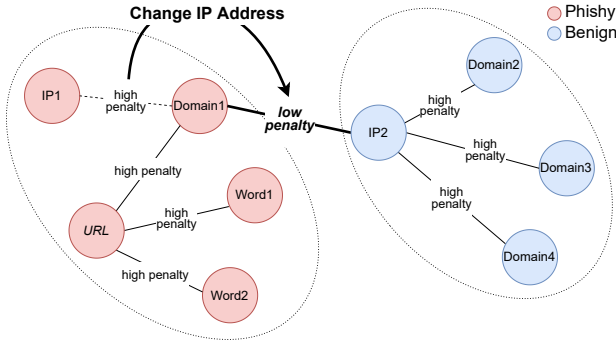 Change IP Address
Phishy
Benign
IP1
high
penalty
Domain1
low
penalty
IP2
Domain2
high
penalty
high
penalty
Domain3
high
penalty
Domain4
high penalty
URL
high
penalty
Word1
high penalty
Word2